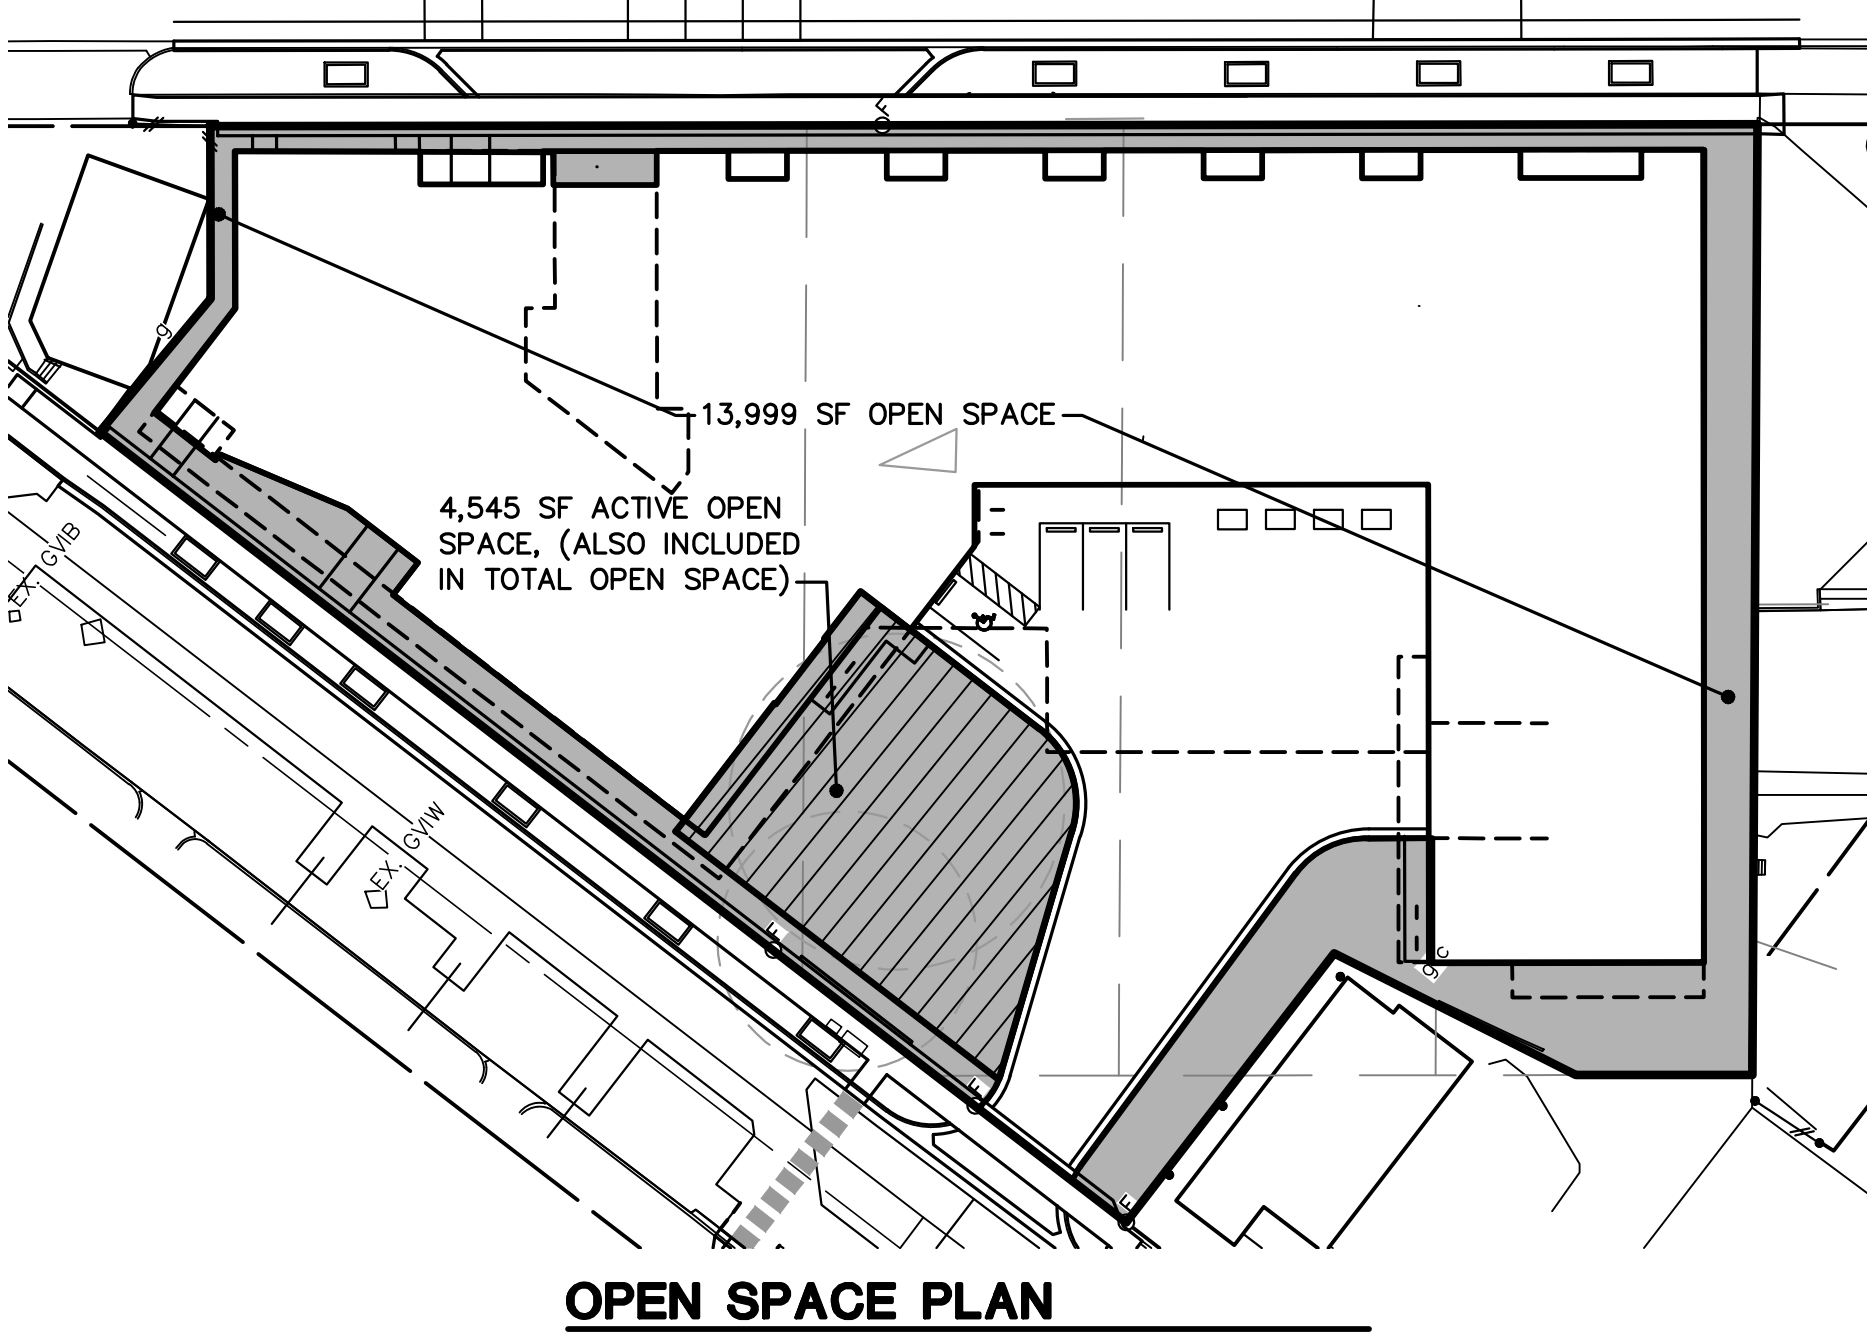 F
g
13,999 SF OPEN SPACE
4,545 SF ACTIVE OPEN
SPACE, (ALSO INCLUDED
IN TOTAL OPEN SPACE)
EX. GVIB
EX. GVIW
F
g c
F
F
OPEN SPACE PLAN